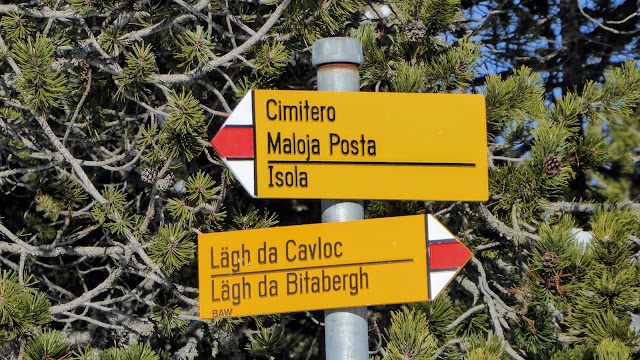 Cimitero
Maloja Posta
Isola
Lägh da Cavloc
Lägh da Bitabergh
BAW